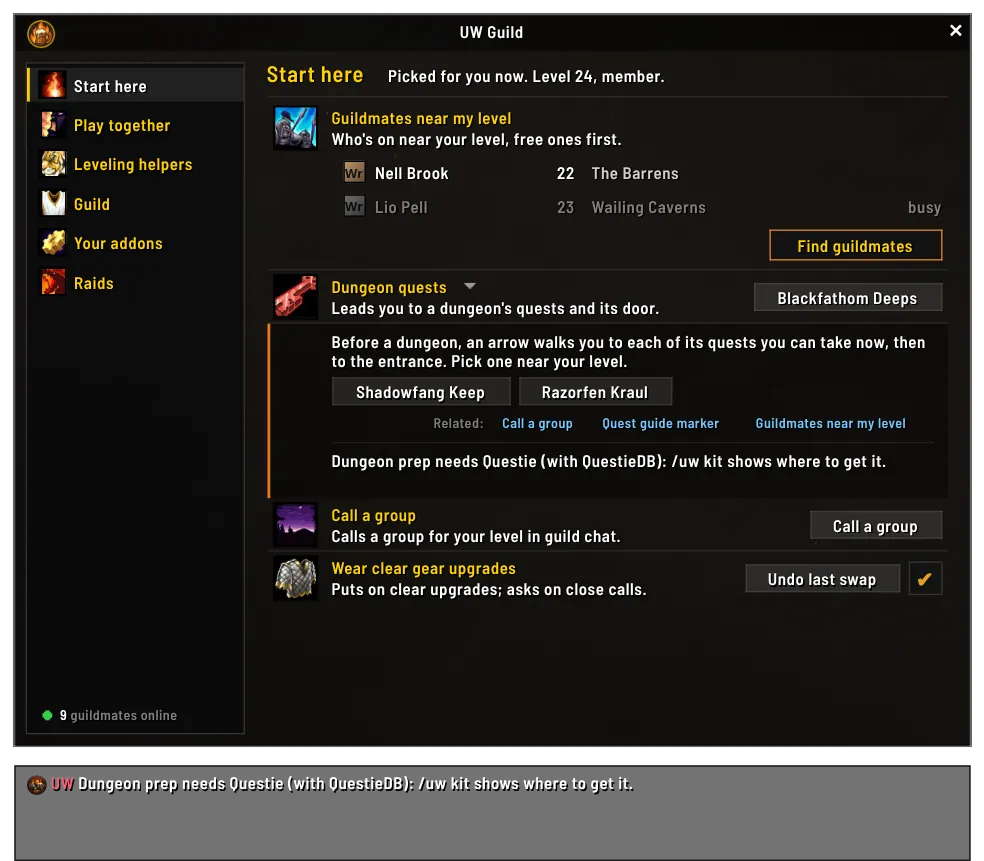 UW Guild
Start here
Play together
Leveling helpers
Guild
Your addons
Raids
9 guildmates online
Start here Picked for you now. Level 24, member.
Guildmates near my level
Who's on near your level, free ones first.
Wr Nell Brook 22 The Barrens
Wr Lio Pell 23 Wailing Caverns busy
Find guildmates
Dungeon quests
Leads you to a dungeon's quests and its door.
Blackfathom Deeps
Before a dungeon, an arrow walks you to each of its quests you can take now, then
to the entrance. Pick one near your level.
Shadowfang Keep Razorfen Kraul
Related: Call a group Quest guide marker Guildmates near my level
Dungeon prep needs Questie (with QuestieDB): /uw kit shows where to get it.
Call a group
Calls a group for your level in guild chat.
Call a group
Wear clear gear upgrades
Puts on clear upgrades; asks on close calls.
Undo last swap
UW Dungeon prep needs Questie (with QuestieDB): /uw kit shows where to get it.